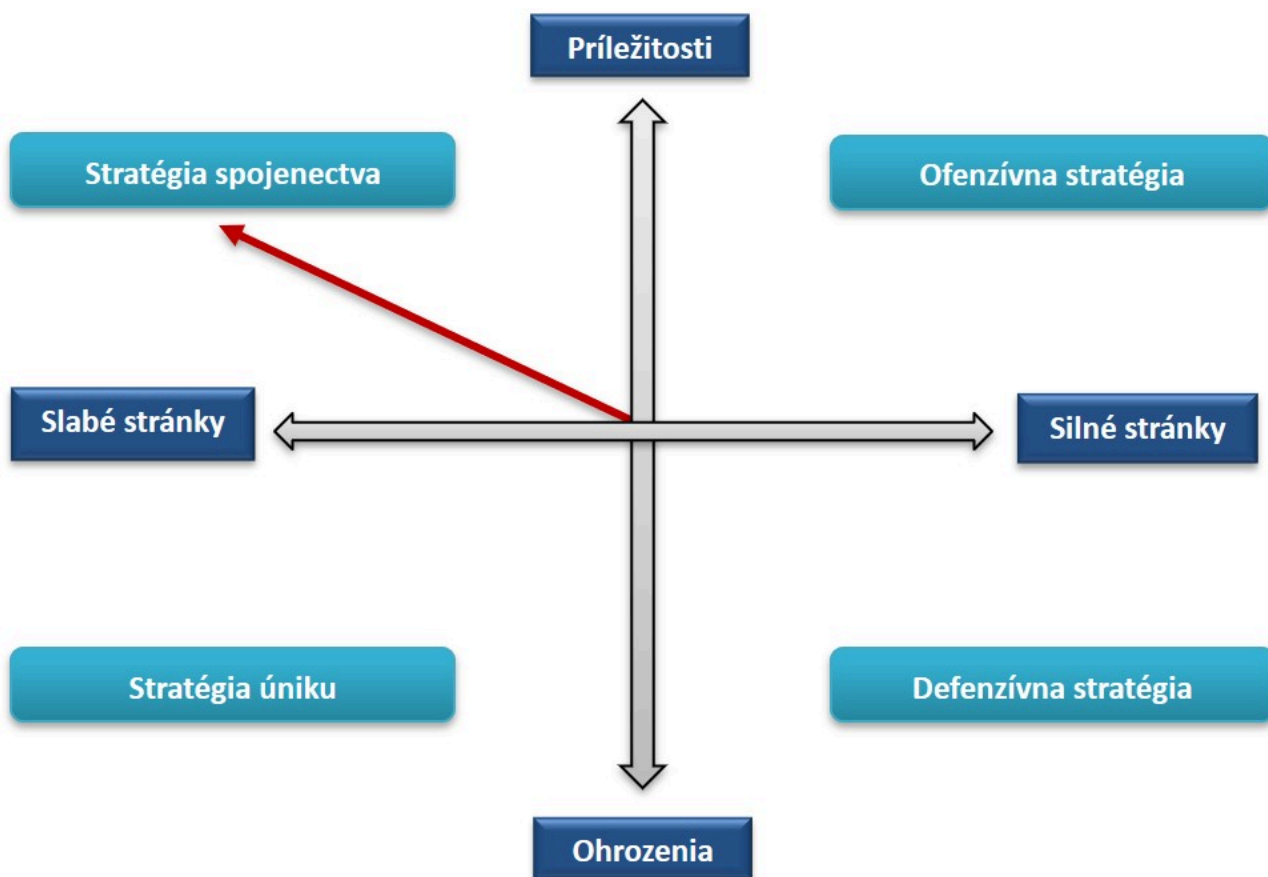 Príležitosti
Stratégia spojenectva
Ofenzívna stratégia
Slabé stránky
Silné stránky
Stratégia úniku
Defenzívna stratégia
Ohrozenia